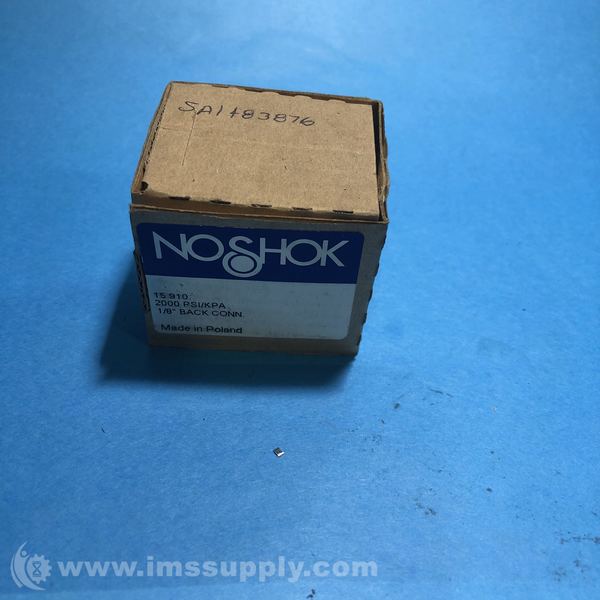 SA1483876
NOSHOK
15.910
2000 PSI/KPA
1/8" BACK CONN.
Made in Poland
www.imssupply.com